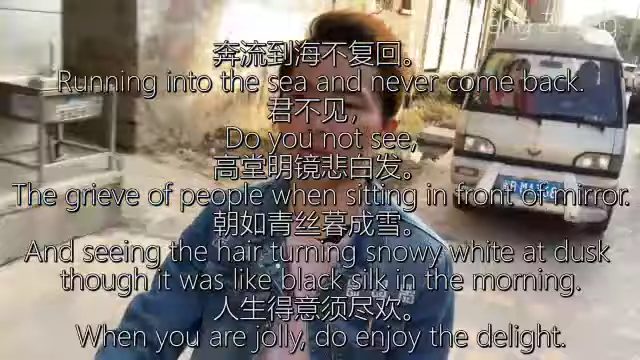 奔流到海不复回。
Running into the sea and never come back.
君不见，
Do you not see,
高堂明镜悲白发。
The grieve of people when sitting in front of mirror.
朝如青丝暮成雪。
And seeing the hair turning snowy white at dusk
though it was like black silk in the morning.
人生得意须尽欢。
When you are jolly, do enjoy the delight.